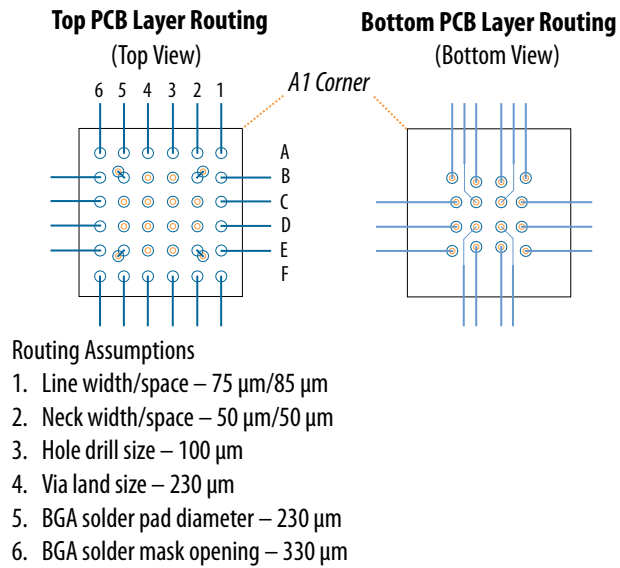 Top PCB Layer Routing
(Top View)
Bottom PCB Layer Routing
(Bottom View)
6 5 4 3 2 1
A1 Corner
A
B
C
D
E
F
Routing Assumptions
1. Line width/space – 75 µm/85 µm
2. Neck width/space – 50 µm/50 µm
3. Hole drill size – 100 µm
4. Via land size – 230 µm
5. BGA solder pad diameter – 230 µm
6. BGA solder mask opening – 330 µm